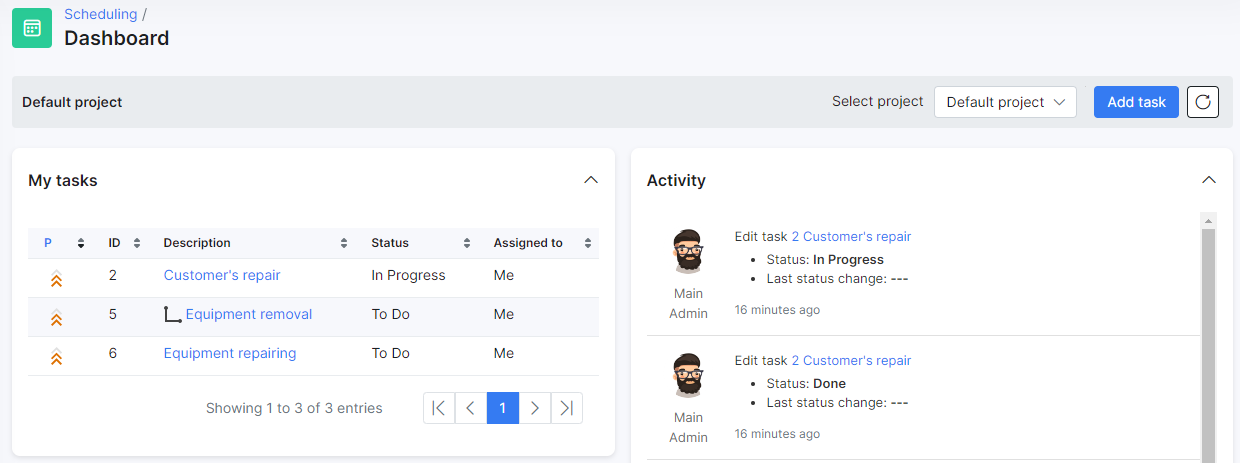 Scheduling /
Dashboard
Default project
Select project
Default project
Add task
My tasks
P ID Description Status Assigned to
2 Customer's repair In Progress Me
5 Equipment removal To Do Me
6 Equipment repairing To Do Me
Showing 1 to 3 of 3 entries
1
Activity
Main
Admin
Edit task 2 Customer's repair
Status: In Progress
Last status change: ---
16 minutes ago
Main
Admin
Edit task 2 Customer's repair
Status: Done
Last status change: ---
16 minutes ago